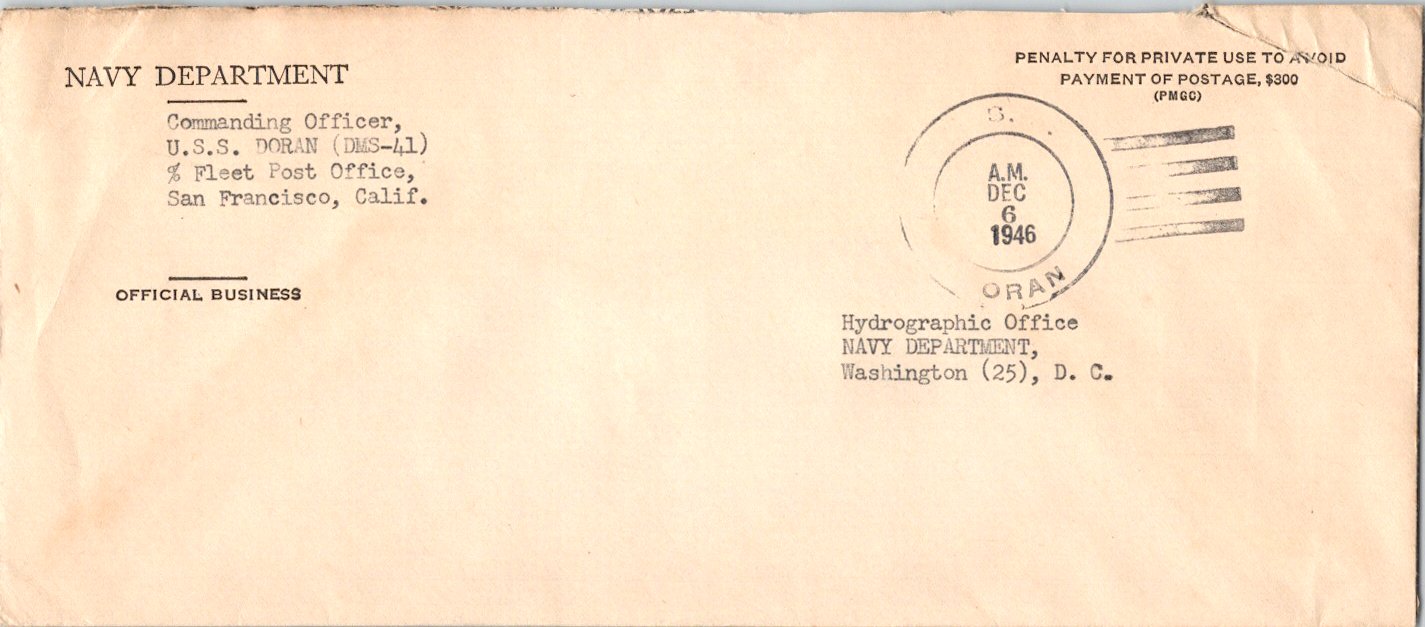 NAVY DEPARTMENT
Commanding Officer,
U.S.S. DORAN (DMS-41)
% Fleet Post Office,
San Francisco, Calif.
OFFICIAL BUSINESS
PENALTY FOR PRIVATE USE TO AVOID
PAYMENT OF POSTAGE, $300
(PMGC)
S.
A.M.
DEC
6
1946
ORAN
Hydrographic Office
NAVY DEPARTMENT,
Washington (25), D. C.